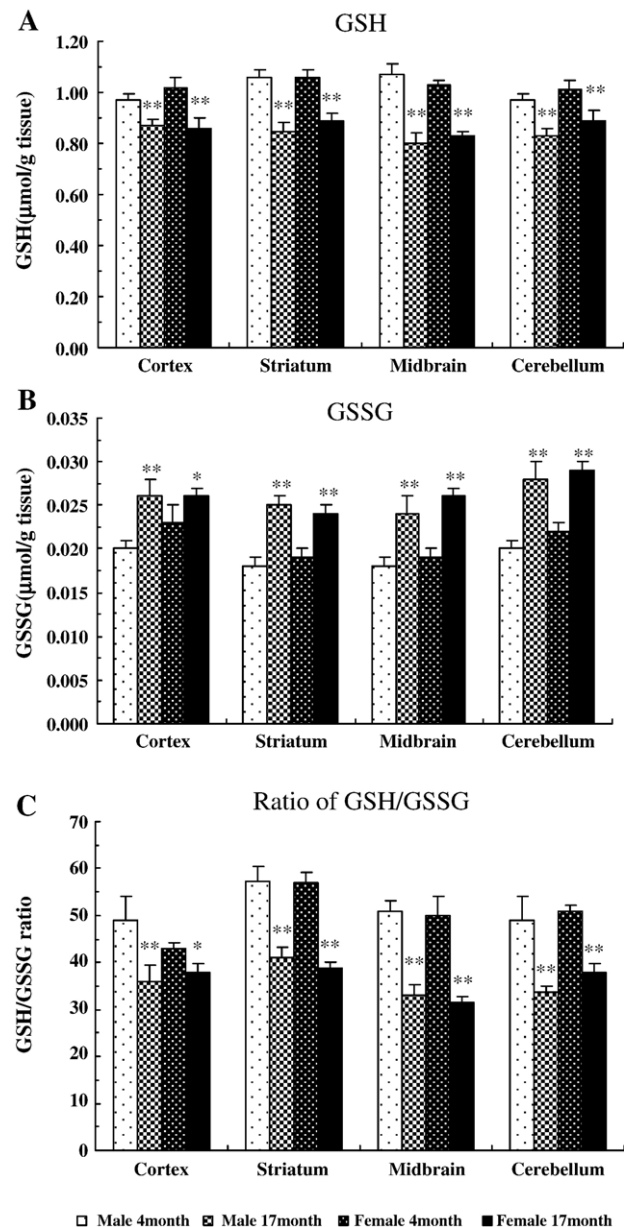 A
GSH
1.20
1.00
0.80
0.60
0.40
0.20
0.00
GSH(μmol/g tissue)
** ** ** ** ** ** ** **
Cortex Striatum Midbrain Cerebellum
B
GSSG
0.035
0.030
0.025
0.020
0.015
0.010
0.005
0.000
GSSG(μmol/g tissue)
** * ** ** ** ** ** **
Cortex Striatum Midbrain Cerebellum
C
Ratio of GSH/GSSG
70
60
50
40
30
20
10
0
GSH/GSSG ratio
** * ** ** ** ** ** **
Cortex Striatum Midbrain Cerebellum
Male 4month Male 17month Female 4month Female 17month